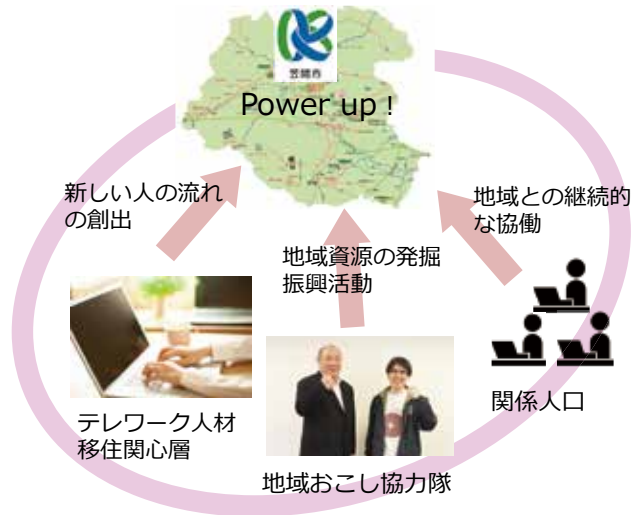 笠間市
Power up !
新しい人の流れ
の創出
地域との継続的
な協働
地域資源の発掘
振興活動
テレワーク人材
移住関心層
関係人口
地域おこし協力隊